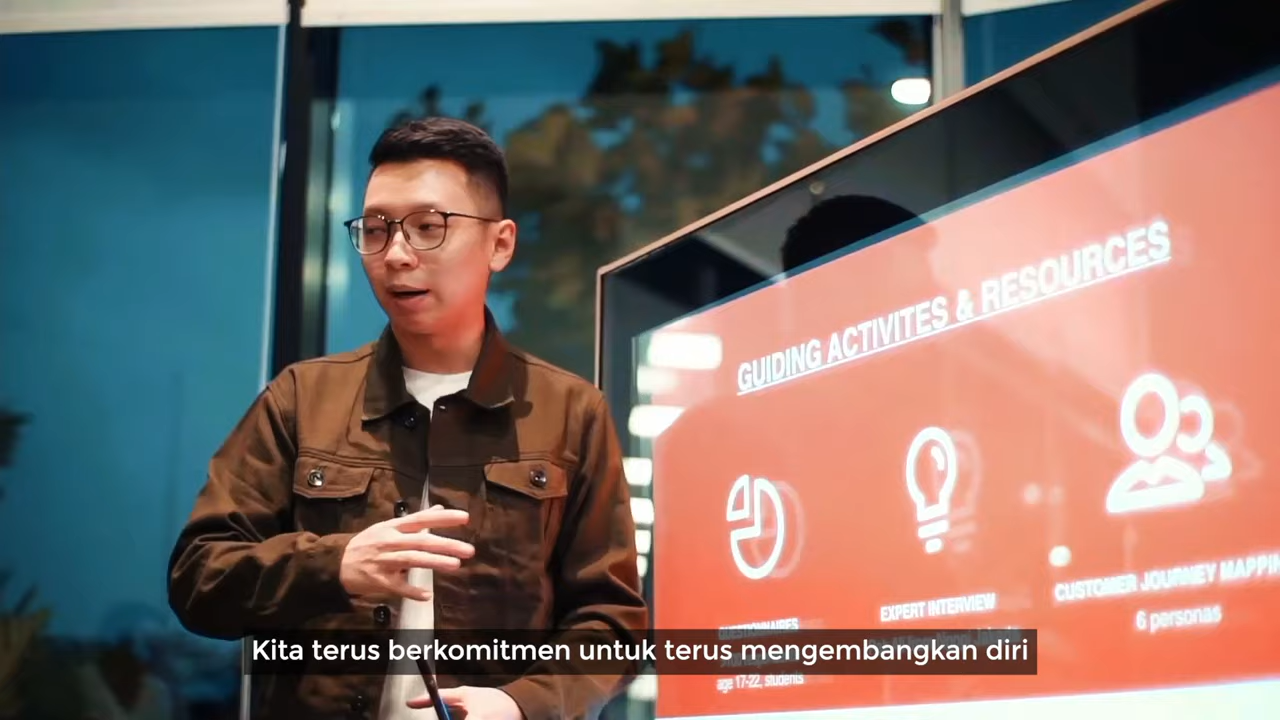 GUIDING ACTIVITES & RESOURCES
QUESTIONNAIRES
age 17-22, students
EXPERT INTERVIEW
CUSTOMER JOURNEY MAPPIN
6 personas
Kita terus berkomitmen untuk terus mengembangkan diri